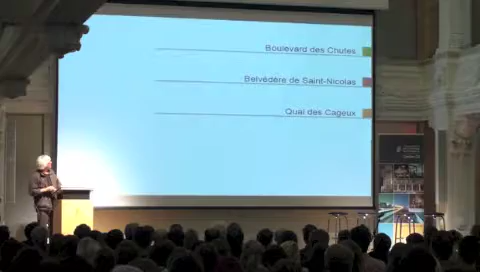 Boulevard des Chutes
Belvédère de Saint-Nicolas
Quai des Cageux